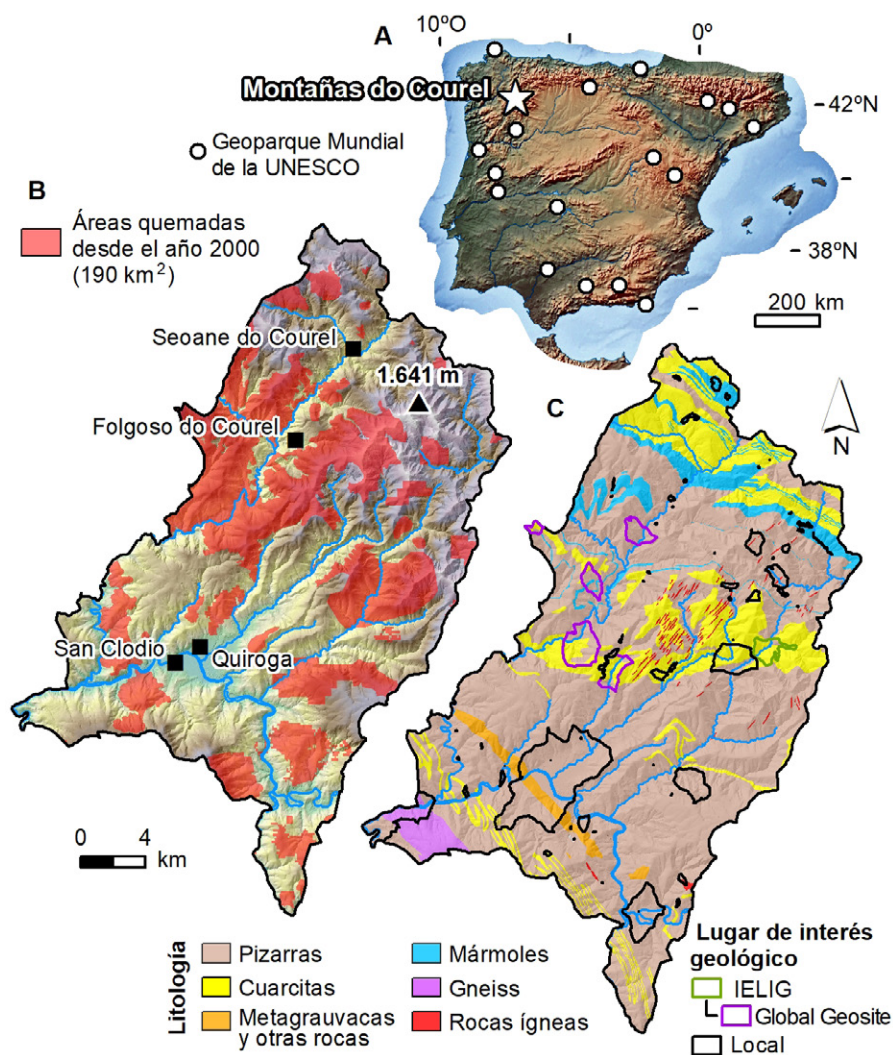 A
10ºO
0º
Montañas do Courel
42ºN
Geoparque Mundial
de la UNESCO
38ºN
200 km
B
Áreas quemadas
desde el año 2000
(190 km²)
Seoane do Courel
1.641 m
Folgoso do Courel
San Clodio
Quiroga
0 4
km
C
N
Litología
Pizarras
Cuarcitas
Metagrauvacas
y otras rocas
Mármoles
Gneiss
Rocas ígneas
Lugar de interés
geológico
IELIG
Global Geosite
Local